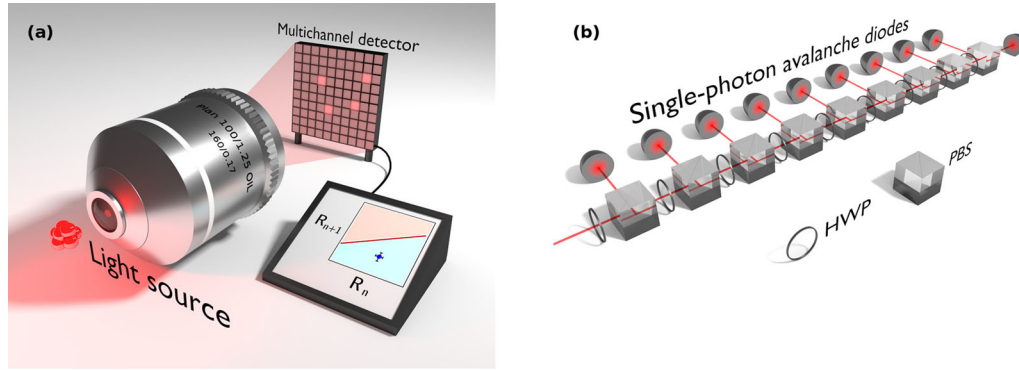 (a)
Multichannel detector
Plan 100/1.25 OIL
160/0.17
Light source
R_{n+1}
R_n
(b)
Single-photon avalanche diodes
HWP
PBS